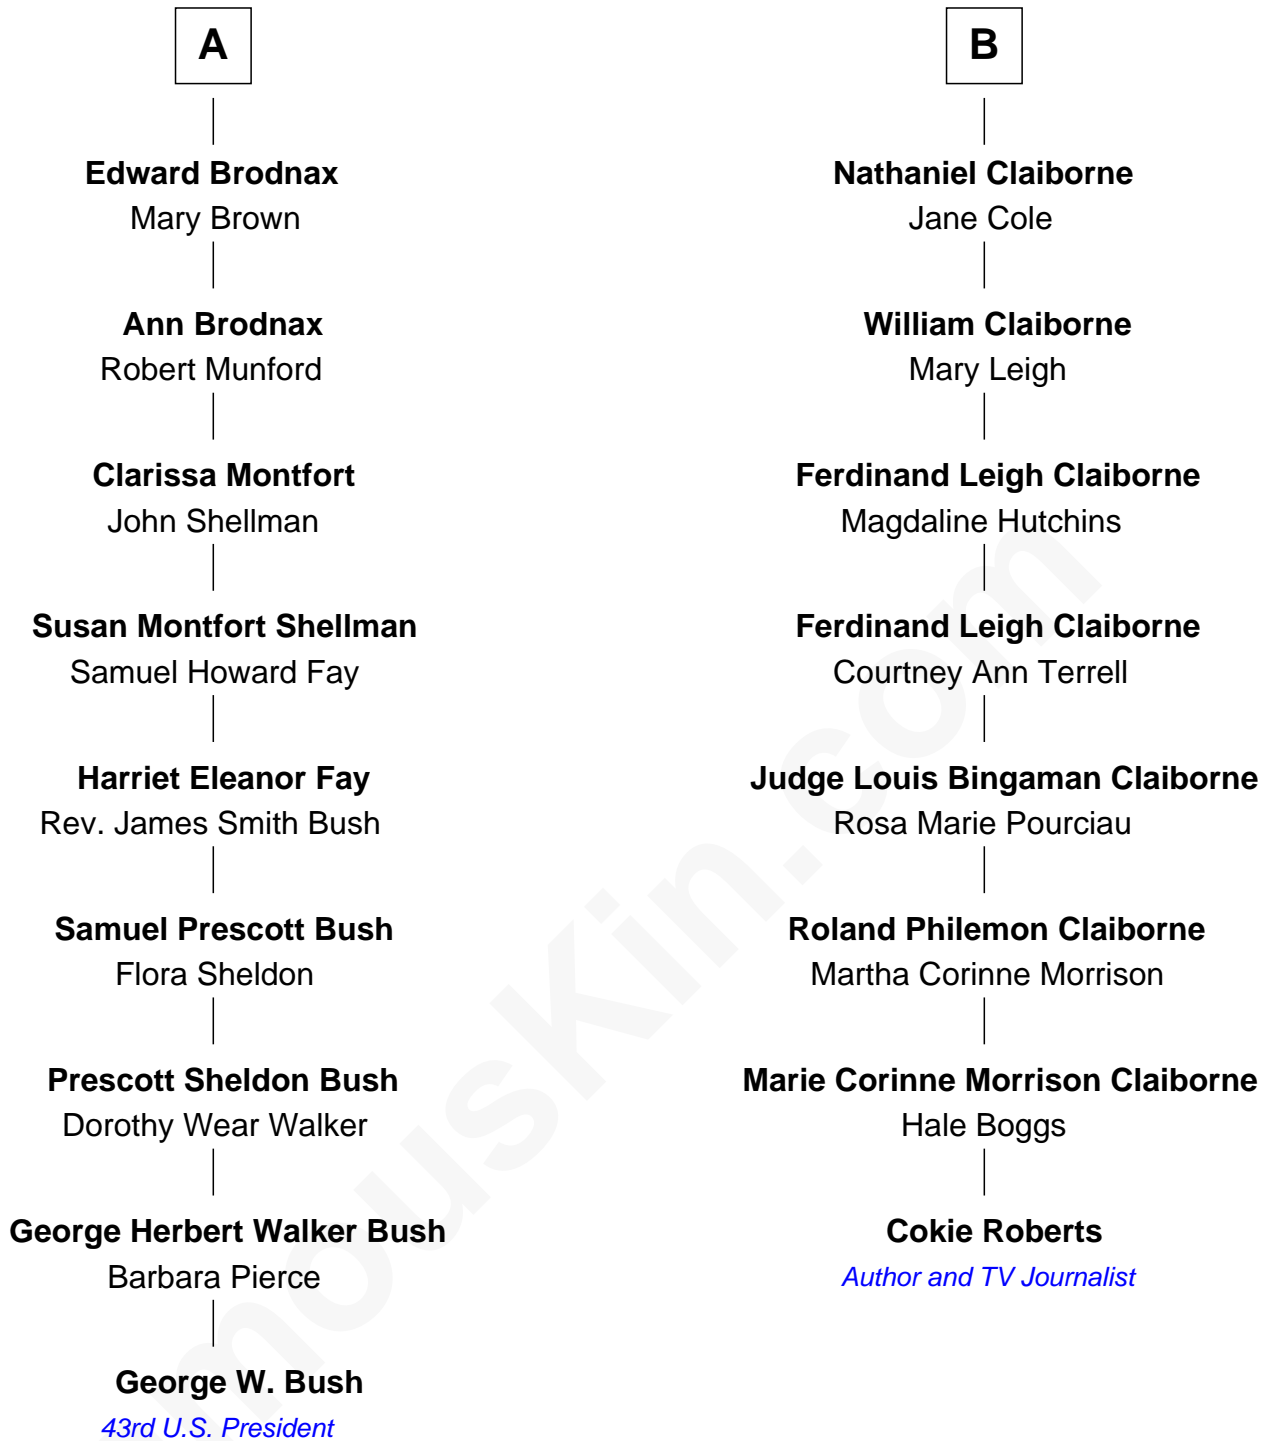 A
Edward Brodnax
Mary Brown
Ann Brodnax
Robert Munford
Clarissa Montfort
John Shellman
Susan Montfort Shellman
Samuel Howard Fay
Harriet Eleanor Fay
Rev. James Smith Bush
Samuel Prescott Bush
Flora Sheldon
Prescott Sheldon Bush
Dorothy Wear Walker
George Herbert Walker Bush
Barbara Pierce
George W. Bush
43rd U.S. President
B
Nathaniel Claiborne
Jane Cole
William Claiborne
Mary Leigh
Ferdinand Leigh Claiborne
Magdaline Hutchins
Ferdinand Leigh Claiborne
Courtney Ann Terrell
Judge Louis Bingaman Claiborne
Rosa Marie Pourciau
Roland Philemon Claiborne
Martha Corinne Morrison
Marie Corinne Morrison Claiborne
Hale Boggs
Cokie Roberts
Author and TV Journalist
mousKin.com